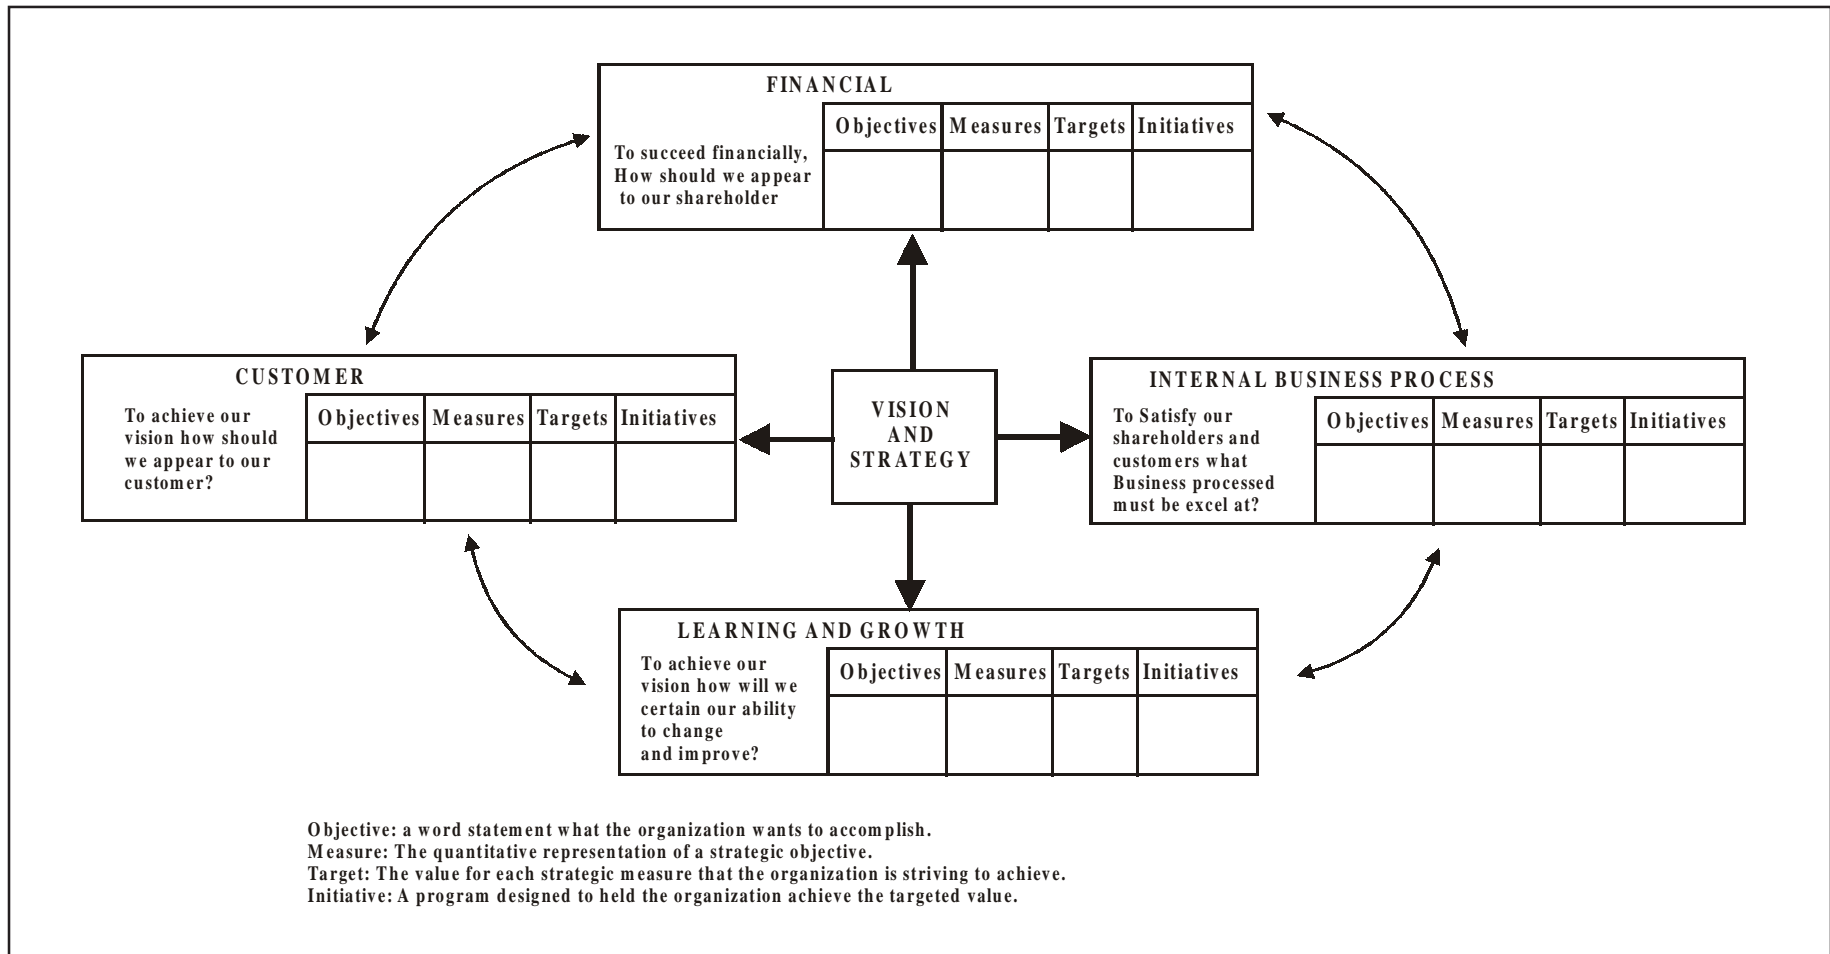 FINANCIAL
Objectives Measures Targets Initiatives
To succeed financially,
How should we appear
to our shareholder
CUSTOMER
Objectives Measures Targets Initiatives
To achieve our
vision how should
we appear to our
customer?
VISION
AND
STRATEGY
INTERNAL BUSINESS PROCESS
Objectives Measures Targets Initiatives
To Satisfy our
shareholders and
customers what
Business processed
must be excel at?
LEARNING AND GROWTH
Objectives Measures Targets Initiatives
To achieve our
vision how will we
certain our ability
to change
and improve?
Objective: a word statement what the organization wants to accomplish.
Measure: The quantitative representation of a strategic objective.
Target: The value for each strategic measure that the organization is striving to achieve.
Initiative: A program designed to held the organization achieve the targeted value.